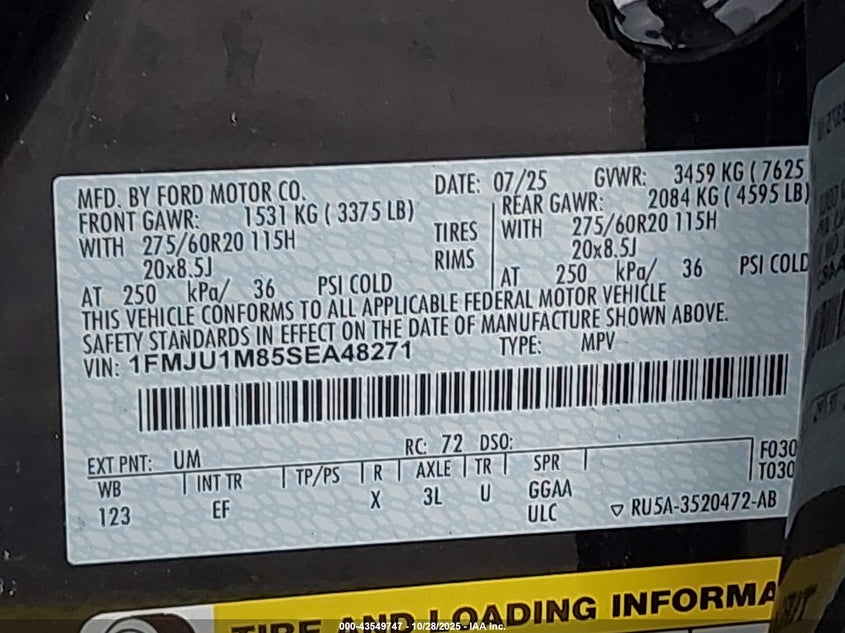 MFD. BY FORD MOTOR CO. DATE: 07/25 GVWR: 3459 KG ( 7625
FRONT GAWR: 1531 KG ( 3375 LB) REAR GAWR: 2084 KG ( 4595 LB)
WITH 275/60R20 115H TIRES WITH 275/60R20 115H
20x8.5J RIMS 20x8.5J
AT 250 kPa/ 36 PSI COLD AT 250 kPa/ 36 PSI COLD
THIS VEHICLE CONFORMS TO ALL APPLICABLE FEDERAL MOTOR VEHICLE
SAFETY STANDARDS IN EFFECT ON THE DATE OF MANUFACTURE SHOWN ABOVE.
VIN: 1FMJU1M85SEA48271 TYPE: MPV
EXT PNT: UM RC: 72 DSO: F030
WB INT TR TP/PS R AXLE TR SPR T030
123 EF X 3L U GGAA
ULC RU5A-3520472-AB
TIRE AND LOADING INFORMA
000-43549747 - 10/28/2025 - IAA Inc.